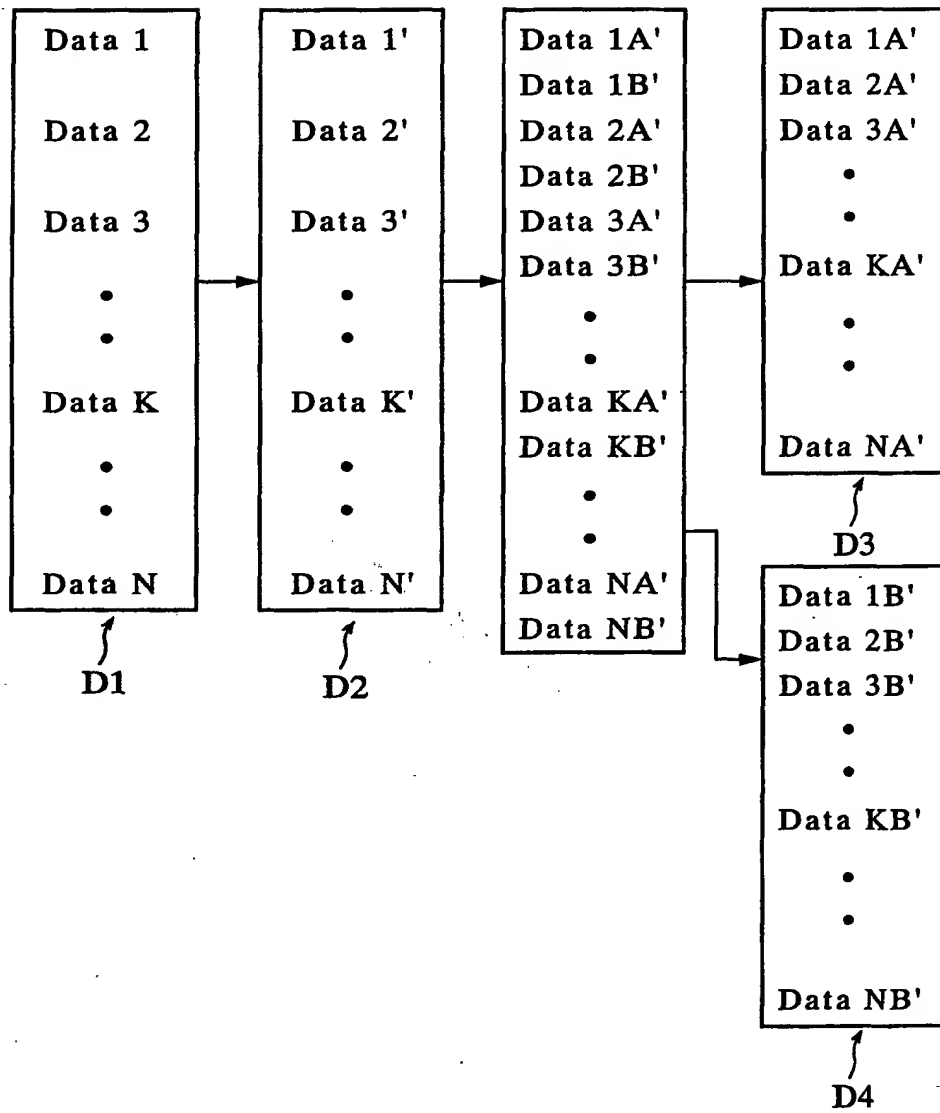 Data 1
Data 2
Data 3
Data K
Data N
D1
Data 1'
Data 2'
Data 3'
Data K'
Data N'
D2
Data 1A'
Data 1B'
Data 2A'
Data 2B'
Data 3A'
Data 3B'
Data KA'
Data KB'
Data NA'
Data NB'
Data 1A'
Data 2A'
Data 3A'
Data KA'
Data NA'
D3
Data 1B'
Data 2B'
Data 3B'
Data KB'
Data NB'
D4